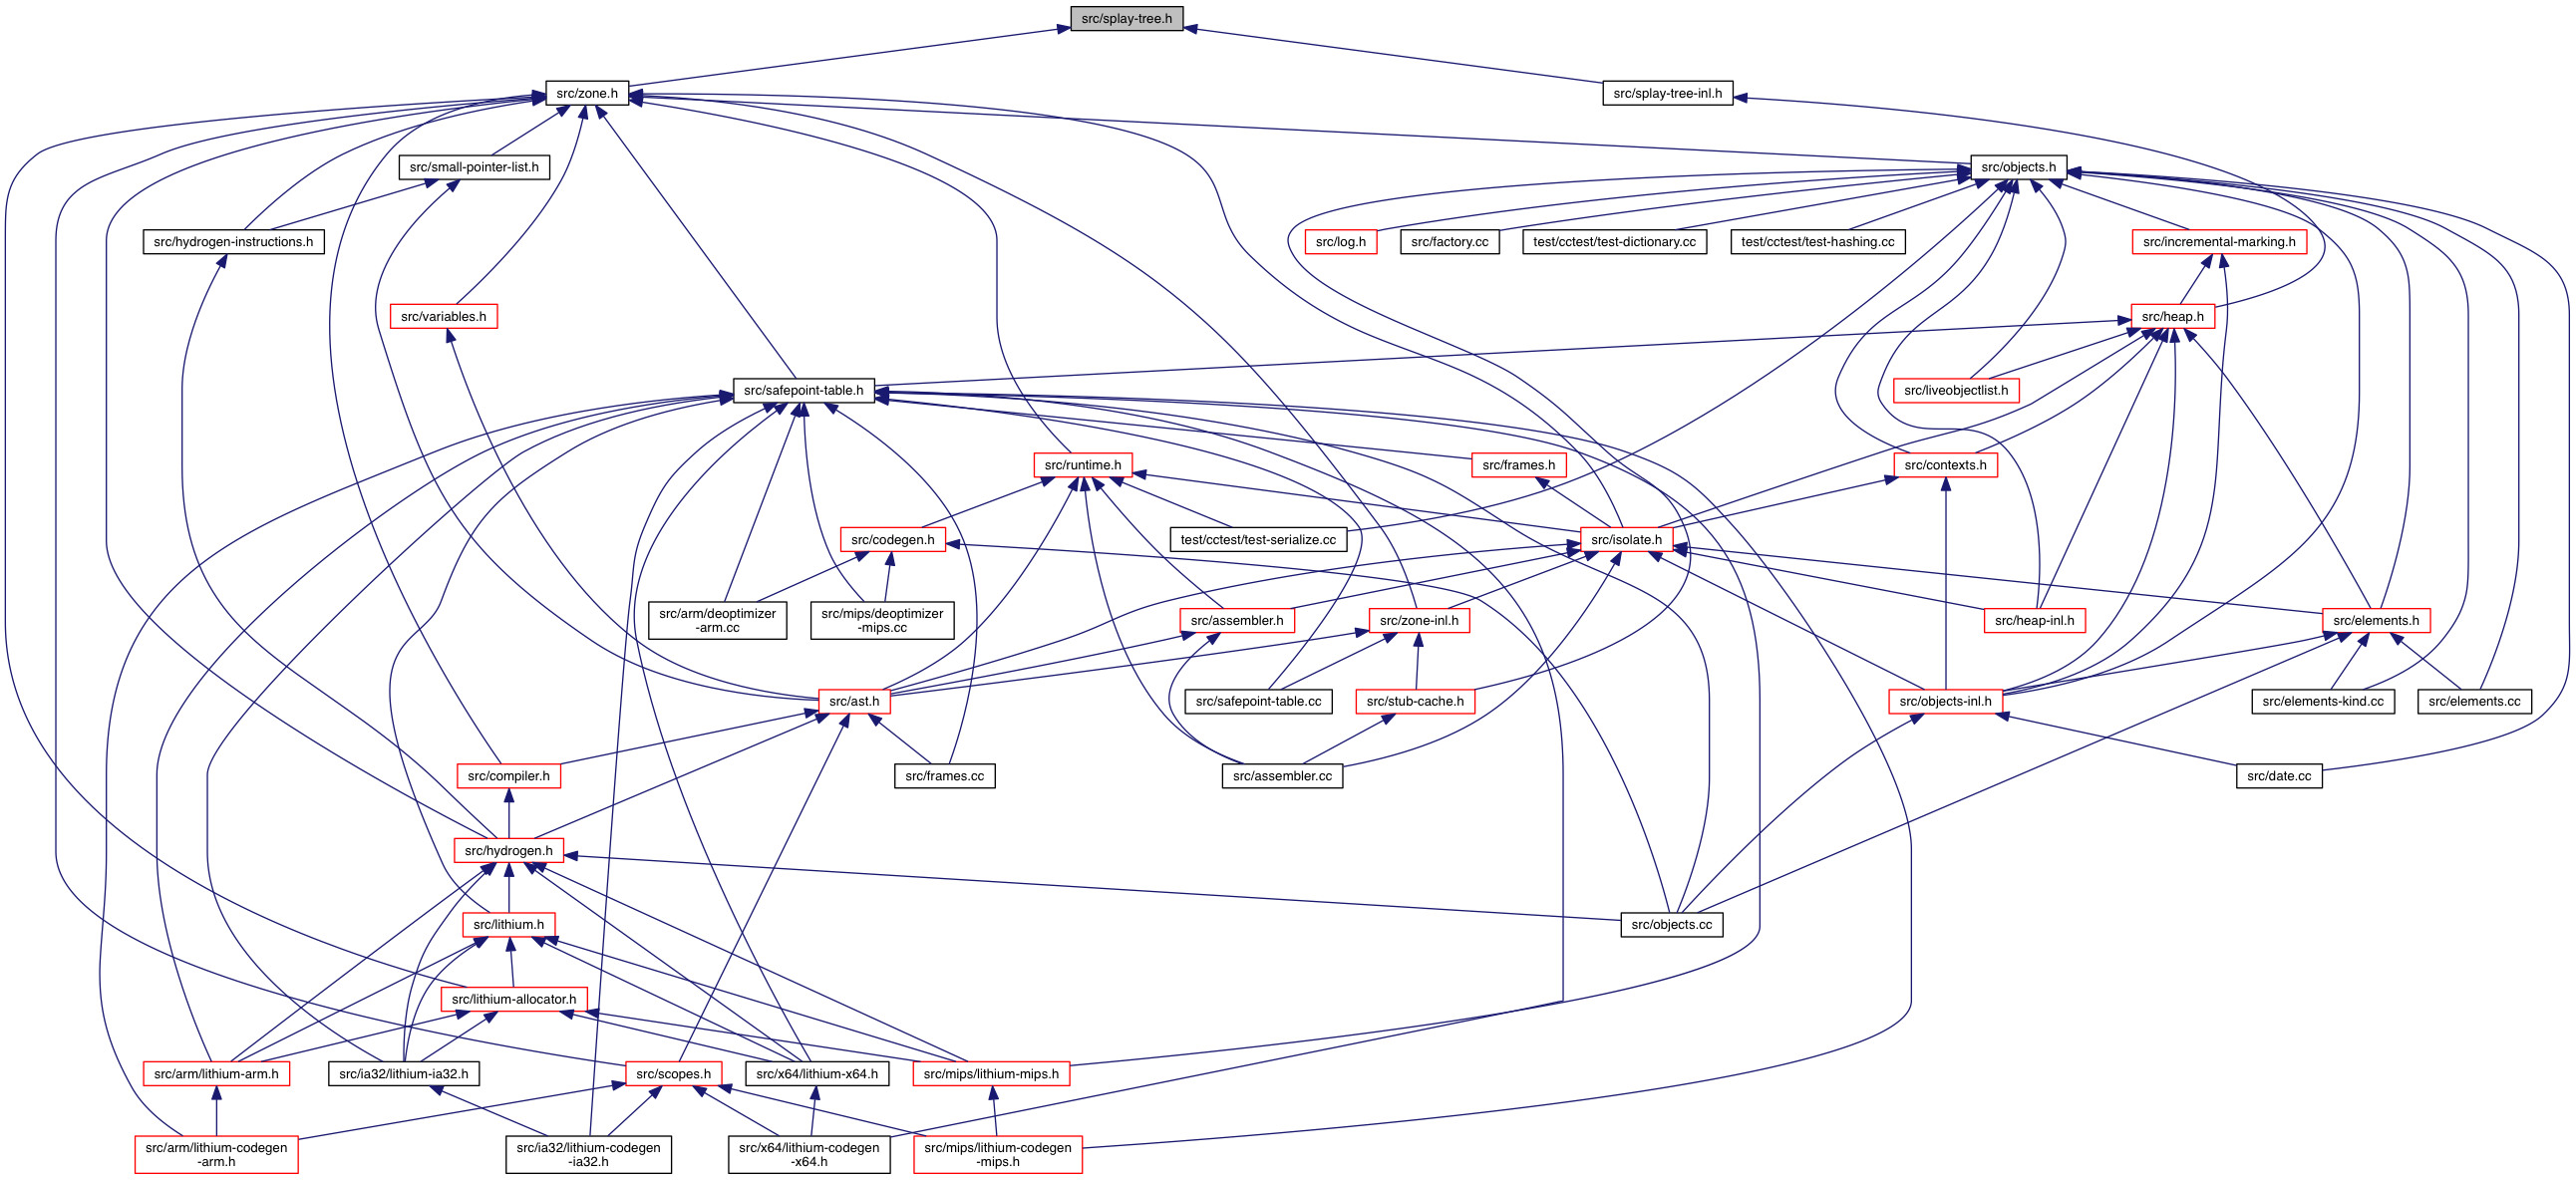 src/splay-tree.h
src/zone.h
src/splay-tree-inl.h
src/small-pointer-list.h
src/objects.h
src/hydrogen-instructions.h
src/log.h
src/factory.cc
test/cctest/test-dictionary.cc
test/cctest/test-hashing.cc
src/incremental-marking.h
src/variables.h
src/heap.h
src/safepoint-table.h
src/liveobjectlist.h
src/runtime.h
src/frames.h
src/contexts.h
src/codegen.h
test/cctest/test-serialize.cc
src/isolate.h
src/arm/deoptimizer
-arm.cc
src/mips/deoptimizer
-mips.cc
src/assembler.h
src/zone-inl.h
src/heap-inl.h
src/elements.h
src/ast.h
src/safepoint-table.cc
src/stub-cache.h
src/objects-inl.h
src/elements-kind.cc
src/elements.cc
src/compiler.h
src/frames.cc
src/assembler.cc
src/date.cc
src/hydrogen.h
src/lithium.h
src/objects.cc
src/lithium-allocator.h
src/arm/lithium-arm.h
src/ia32/lithium-ia32.h
src/scopes.h
src/x64/lithium-x64.h
src/mips/lithium-mips.h
src/arm/lithium-codegen
-arm.h
src/ia32/lithium-codegen
-ia32.h
src/x64/lithium-codegen
-x64.h
src/mips/lithium-codegen
-mips.h